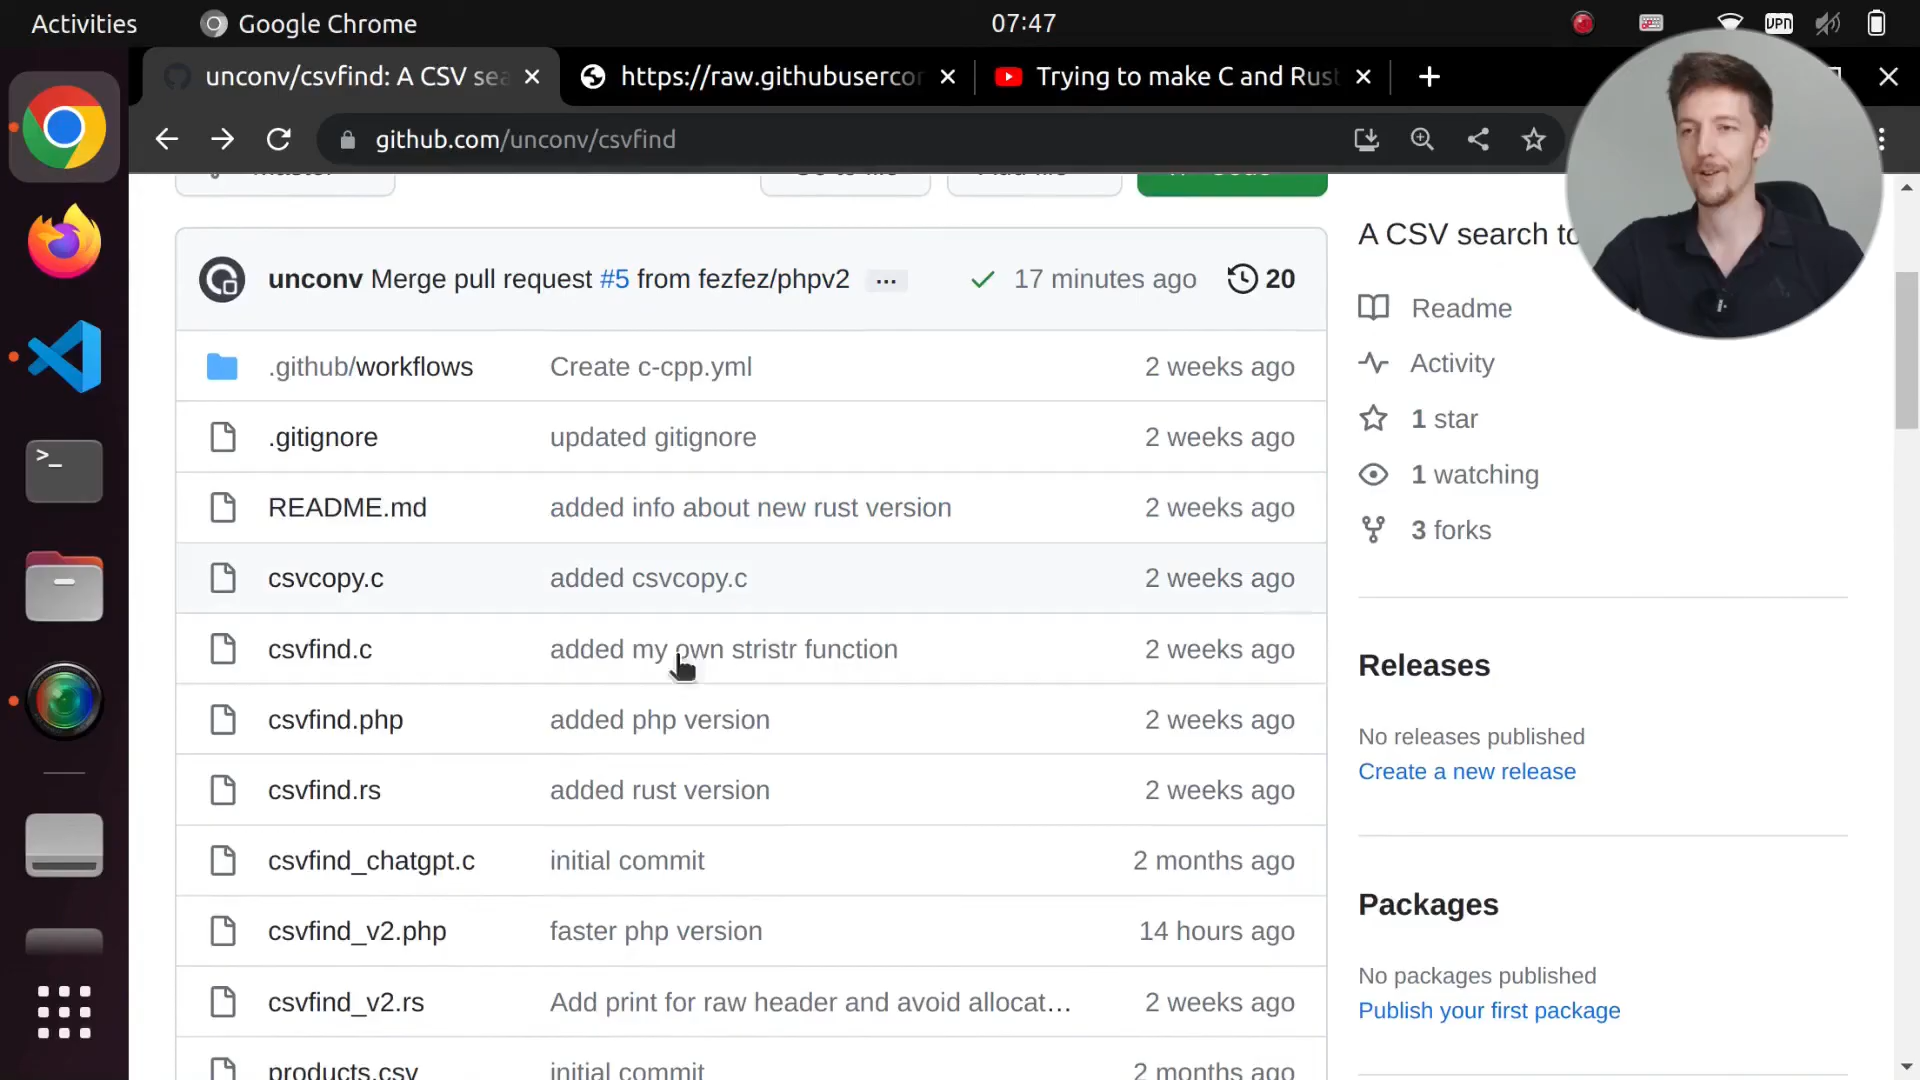 Activities
Google Chrome
07:47
VPN
unconv/csvfind: A CSV sea
https://raw.githubusercon
Trying to make C and Rust
github.com/unconv/csvfind
unconv Merge pull request #5 from fezfez/phpv2 ...
17 minutes ago
20
.github/workflows
Create c-cpp.yml
2 weeks ago
.gitignore
updated gitignore
2 weeks ago
README.md
added info about new rust version
2 weeks ago
csvcopy.c
added csvcopy.c
2 weeks ago
csvfind.c
added my own stristr function
2 weeks ago
csvfind.php
added php version
2 weeks ago
csvfind.rs
added rust version
2 weeks ago
csvfind_chatgpt.c
initial commit
2 months ago
csvfind_v2.php
faster php version
14 hours ago
csvfind_v2.rs
Add print for raw header and avoid allocat…
2 weeks ago
products.csv
initial commit
2 months ago
A CSV search to
Readme
Activity
1 star
1 watching
3 forks
Releases
No releases published
Create a new release
Packages
No packages published
Publish your first package